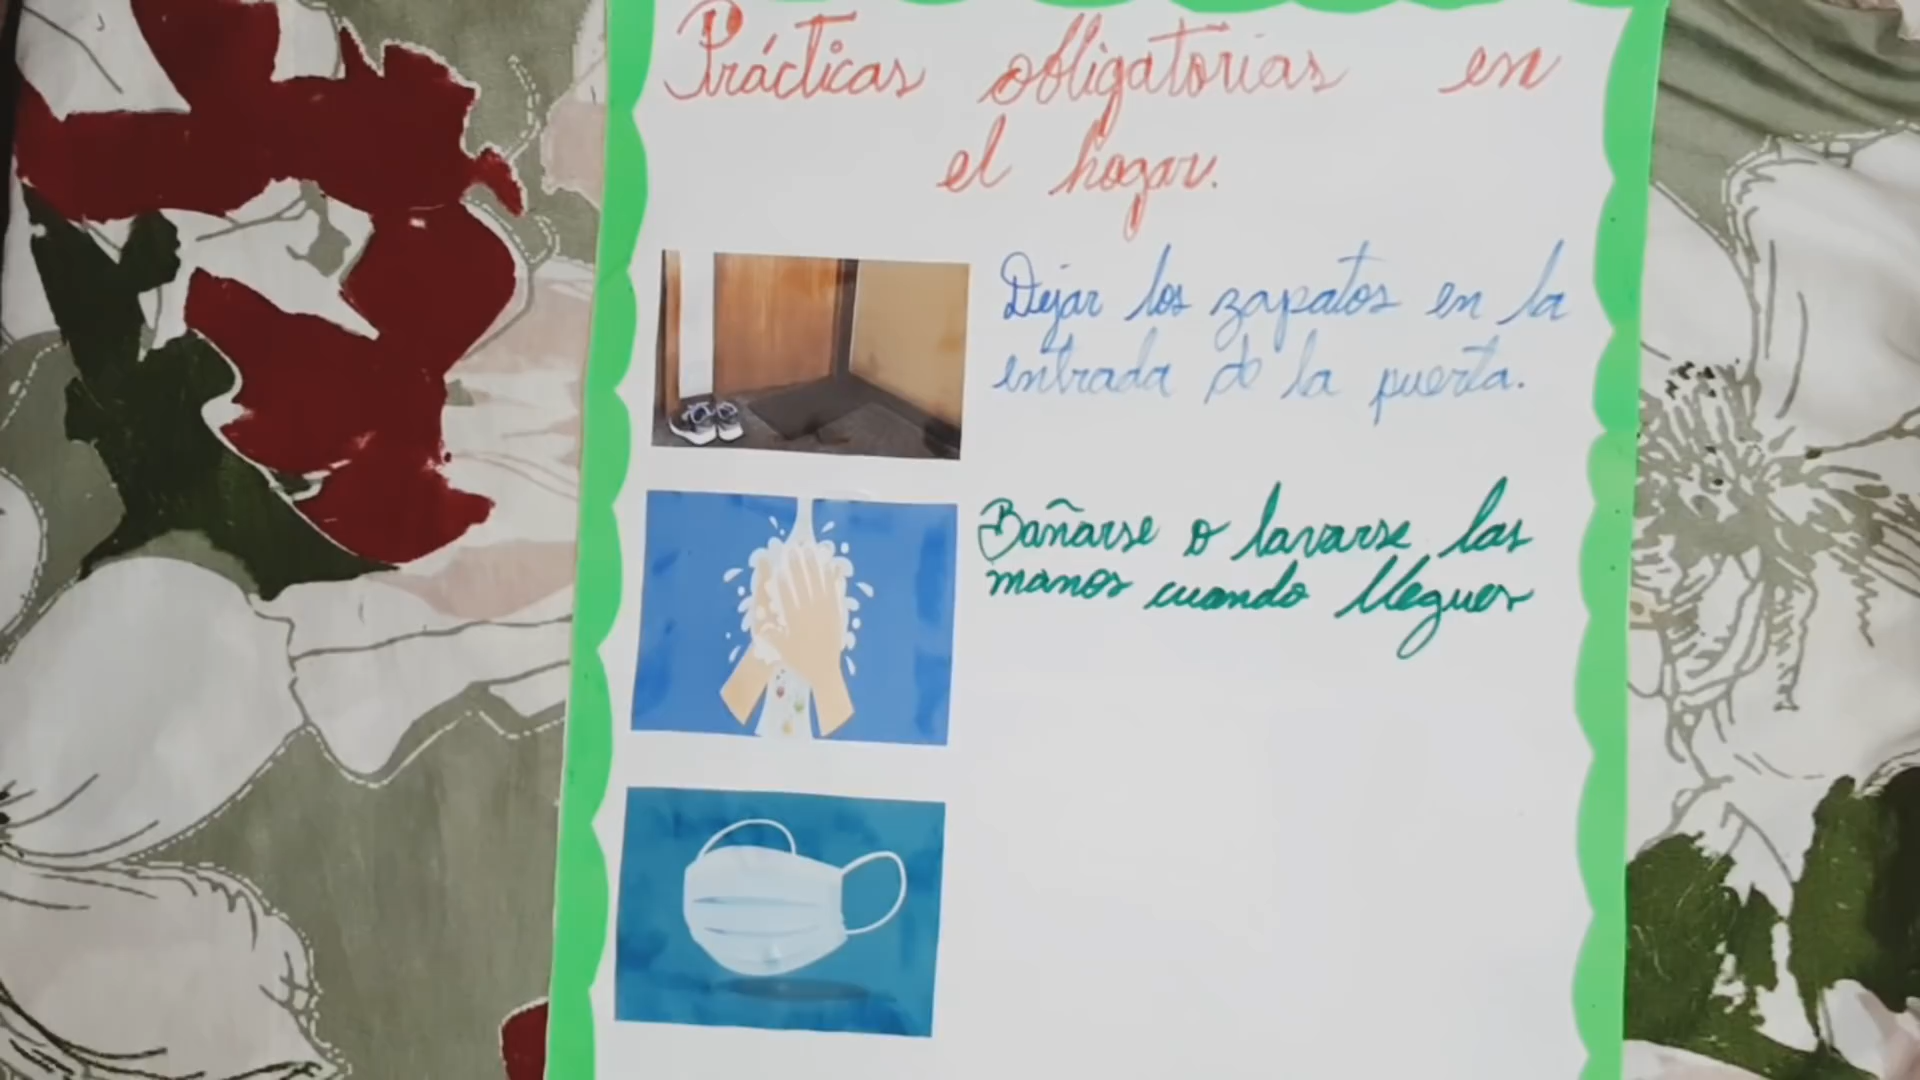 Prácticas obligatorias en
el hogar.
Dejar los zapatos en la
entrada de la puerta.
Bañarse o lavarse las
manos cuando llegues